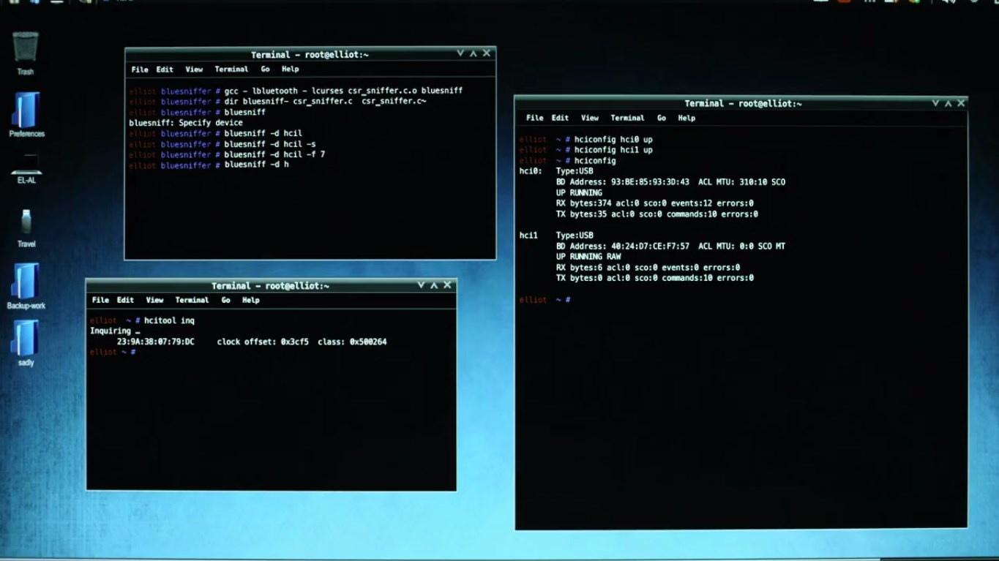 Trash
Preferences
EL-AL
Travel
Backup-work
sadly
Terminal - root@elliot:~
File Edit View Terminal Go Help
elliot bluesniffer # gcc - lbluetooth - lcurses csr_sniffer.c.o bluesniff
elliot bluesniffer # dir bluesniff- csr_sniffer.c csr_sniffer.c~
elliot bluesniffer # bluesniff
bluesniff: Specify device
elliot bluesniffer # bluesniff -d hcil
elliot bluesniffer # bluesniff -d hcil -s
elliot bluesniffer # bluesniff -d hcil -f 7
elliot bluesniffer # bluesniff -d h
Terminal - root@elliot:~
File Edit View Terminal Go Help
elliot ~ # hcitool inq
Inquiring …
23:9A:38:07:79:DC clock offset: 0x3cf5 class: 0x500264
elliot ~ #
Terminal - root@elliot:~
File Edit View Terminal Go Help
elliot ~ # hciconfig hci0 up
elliot ~ # hciconfig hci1 up
elliot ~ # hciconfig
hci0: Type:USB
BD Address: 93:BE:85:93:3D:43 ACL MTU: 310:10 SCO
UP RUNNING
RX bytes:374 acl:0 sco:0 events:12 errors:0
TX bytes:35 acl:0 sco:0 commands:10 errors:0
hci1 Type:USB
BD Address: 40:24:D7:CE:F7:57 ACL MTU: 0:0 SCO MT
UP RUNNING RAW
RX bytes:6 acl:0 sco:0 events:0 errors:0
TX bytes:0 acl:0 sco:0 commands:10 errors:0
elliot ~ #